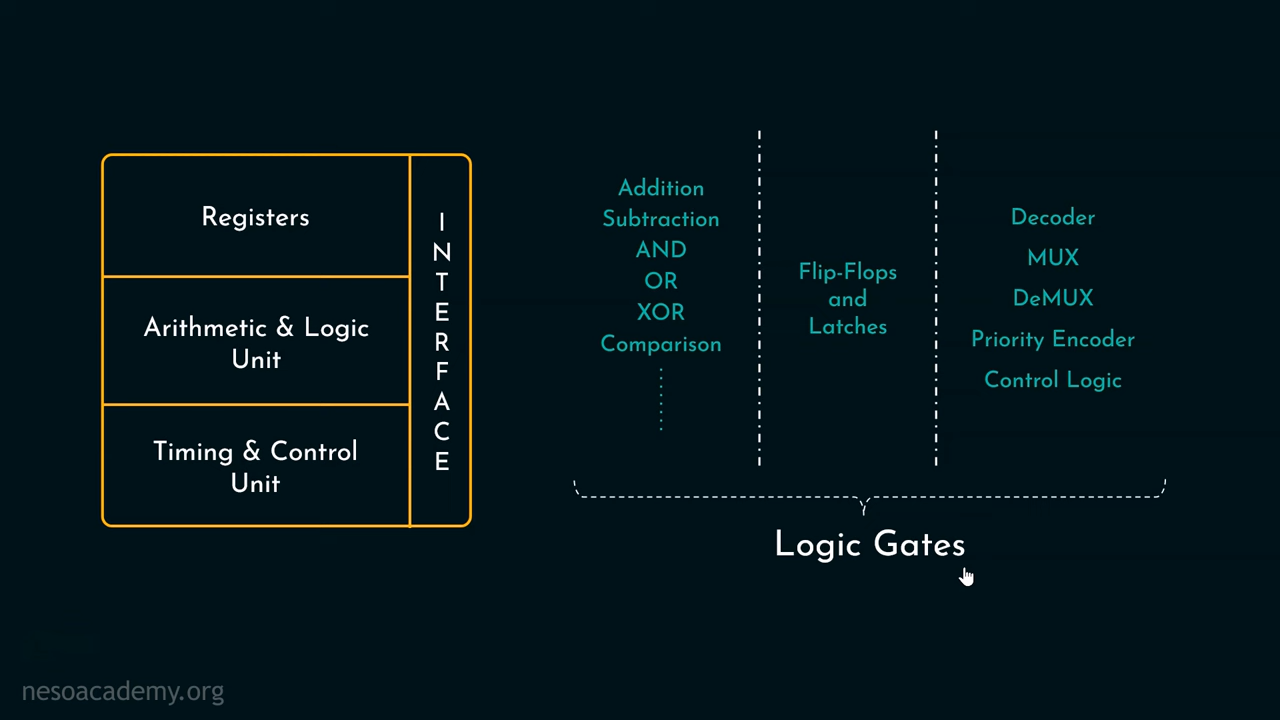 Registers
Arithmetic & Logic
Unit
Timing & Control
Unit
INTERFACE
Addition
Subtraction
AND
OR
XOR
Comparison
Flip-Flops
and
Latches
Decoder
MUX
DeMUX
Priority Encoder
Control Logic
Logic Gates
nesoacademy.org